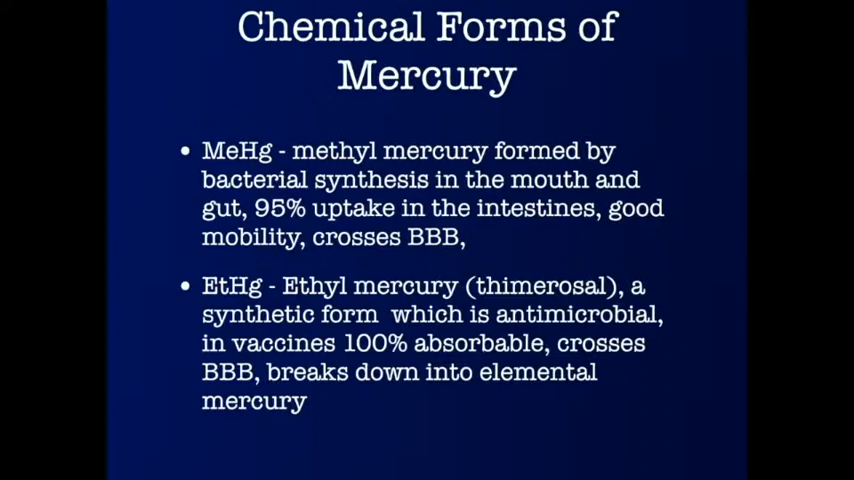 Chemical Forms of
Mercury
• MeHg - methyl mercury formed by
bacterial synthesis in the mouth and
gut, 95% uptake in the intestines, good
mobility, crosses BBB,
• EtHg - Ethyl mercury (thimerosal), a
synthetic form which is antimicrobial,
in vaccines 100% absorbable, crosses
BBB, breaks down into elemental
mercury